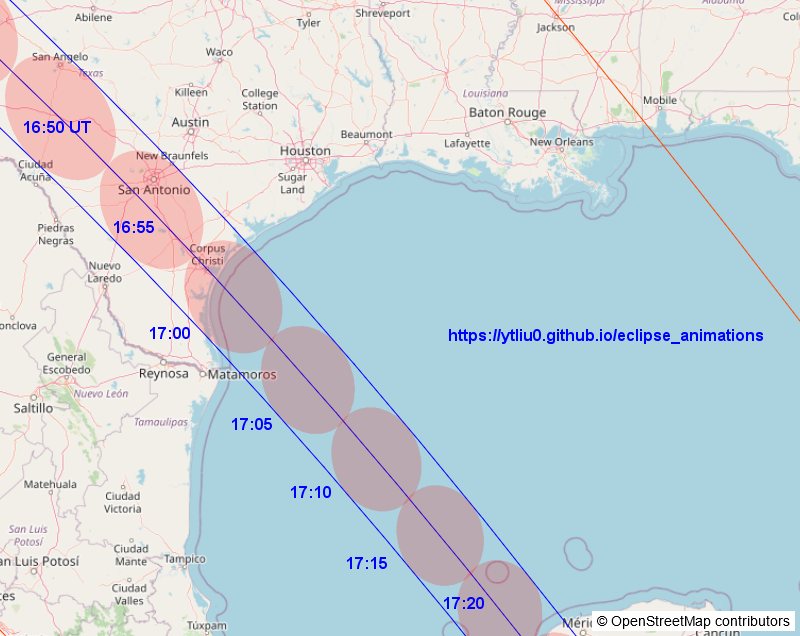 Shreveport
Mississippi
Alabama
Tyler
Abilene
Jackson
Waco
San Angelo
Texas
Killeen
College
Station
Louisiana
Mobile
Baton Rouge
Austin
16:50 UT
Beaumont
Lafayette
New Orleans
New Braunfels
Houston
Ciudad
Acuña
Sugar
Land
San Antonio
16:55
Piedras
Negras
Corpus
Christi
Nuevo
Laredo
17:00
onclova
https://ytliu0.github.io/eclipse_animations
General
Escobedo
Reynosa
Matamoros
Nuevo León
Saltillo
Tamaulipas
17:05
Matehuala
Ciudad
Victoria
17:10
San Luis
Potosí
Ciudad
Mante
Tampico
an Luis Potosí
17:15
Ciudad
Valles
17:20
Túxpam
Méri
Cancún
© OpenStreetMap contributors